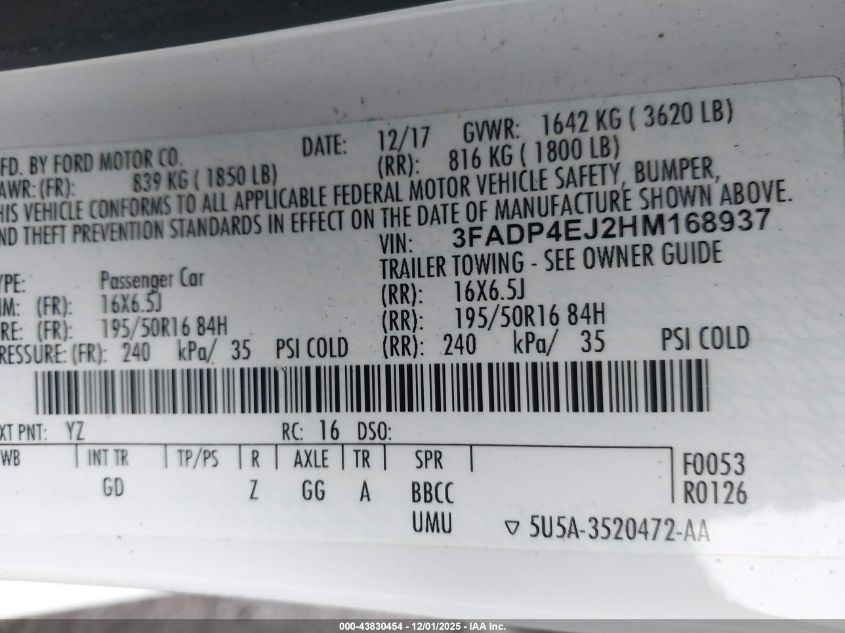 FD. BY FORD MOTOR CO. DATE: 12/17 GVWR: 1642 KG ( 3620 LB)
AWR: (FR): 839 KG ( 1850 LB) (RR): 816 KG ( 1800 LB)
HIS VEHICLE CONFORMS TO ALL APPLICABLE FEDERAL MOTOR VEHICLE SAFETY, BUMPER,
ND THEFT PREVENTION STANDARDS IN EFFECT ON THE DATE OF MANUFACTURE SHOWN ABOVE.
VIN: 3FADP4EJ2HM168937
YPE: Passenger Car TRAILER TOWING - SEE OWNER GUIDE
IM: (FR): 16X6.5J (RR): 16X6.5J
RE: (FR): 195/50R16 84H (RR): 195/50R16 84H
RESSURE: (FR): 240 kPa/ 35 PSI COLD (RR): 240 kPa/ 35 PSI COLD
XT PNT: YZ RC: 16 DSO:
WB INT TR TP/PS R AXLE TR SPR F0053
GD Z GG A BBCC R0126
UMU 5U5A-3520472-AA
000-43830454 - 12/01/2025 - IAA Inc.